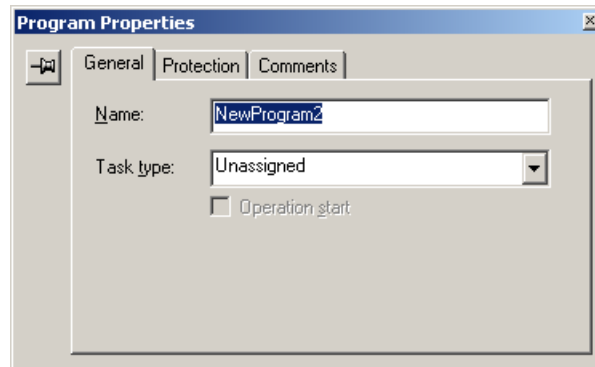 Program Properties
General Protection Comments
Name: NewProgram2
Task type: Unassigned
Operation start